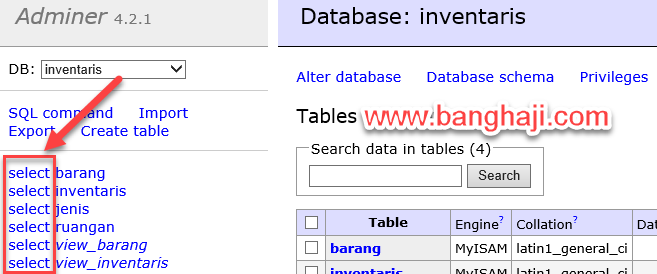 Adminer 4.2.1
DB: inventaris
SQL command Import
Export Create table
select barang
select inventaris
select jenis
select ruangan
select view_barang
select view_inventaris
Database: inventaris
Alter database Database schema Privileges
Tables
www.banghaji.com
Search data in tables (4)
Search
Table Engine? Collation? Dat
barang MyISAM latin1_general_ci
inventaris MyISAM latin1_general_ci